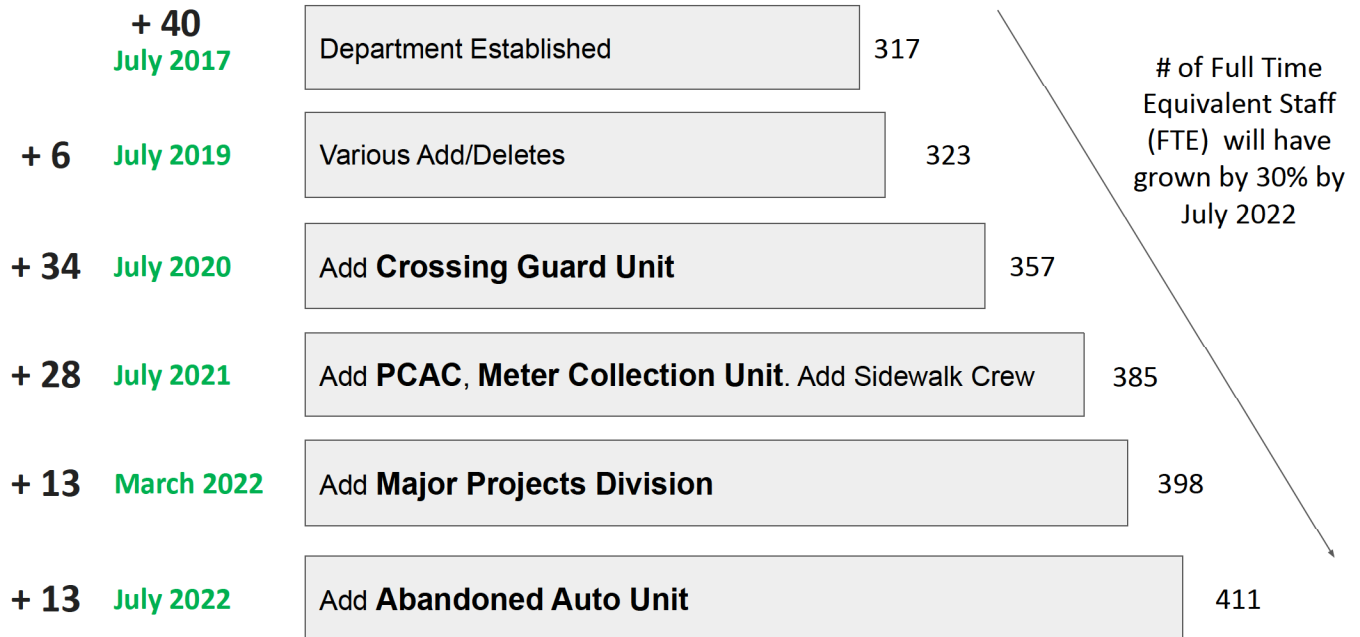 + 40
July 2017
Department Established
317
# of Full Time
Equivalent Staff
(FTE) will have
grown by 30% by
July 2022
+ 6 July 2019 Various Add/Deletes 323
+ 34 July 2020 Add Crossing Guard Unit 357
+ 28 July 2021 Add PCAC, Meter Collection Unit. Add Sidewalk Crew 385
+ 13 March 2022 Add Major Projects Division 398
+ 13 July 2022 Add Abandoned Auto Unit 411